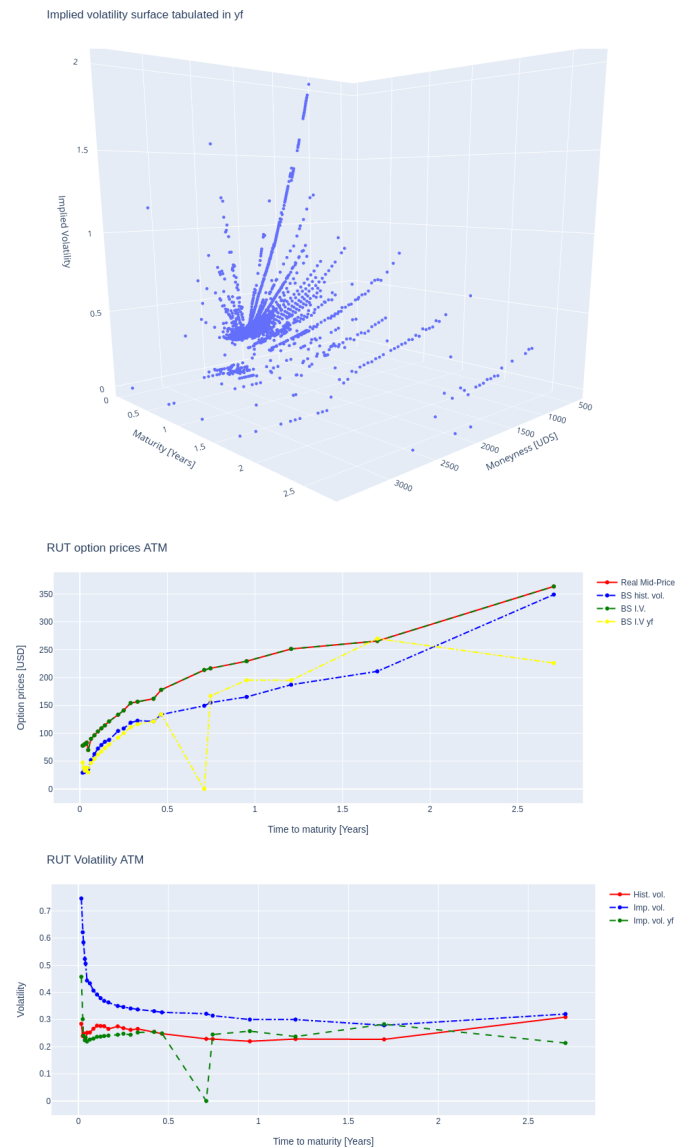 Implied volatility surface tabulated in yf
2
1.5
1
0.5
0
Implied Volatility
0
0.5
1
1.5
2
2.5
Maturity [Years]
500
1000
1500
2000
2500
3000
Moneyness [UDS]
RUT option prices ATM
350
300
250
200
150
100
50
0
Option prices [USD]
0 0.5 1 1.5 2 2.5
Time to maturity [Years]
Real Mid-Price
BS hist. vol.
BS I.V.
BS I.V yf
RUT Volatility ATM
0.7
0.6
0.5
0.4
0.3
0.2
0.1
0
Volatility
0 0.5 1 1.5 2 2.5
Time to maturity [Years]
Hist. vol.
Imp. vol.
Imp. vol. yf